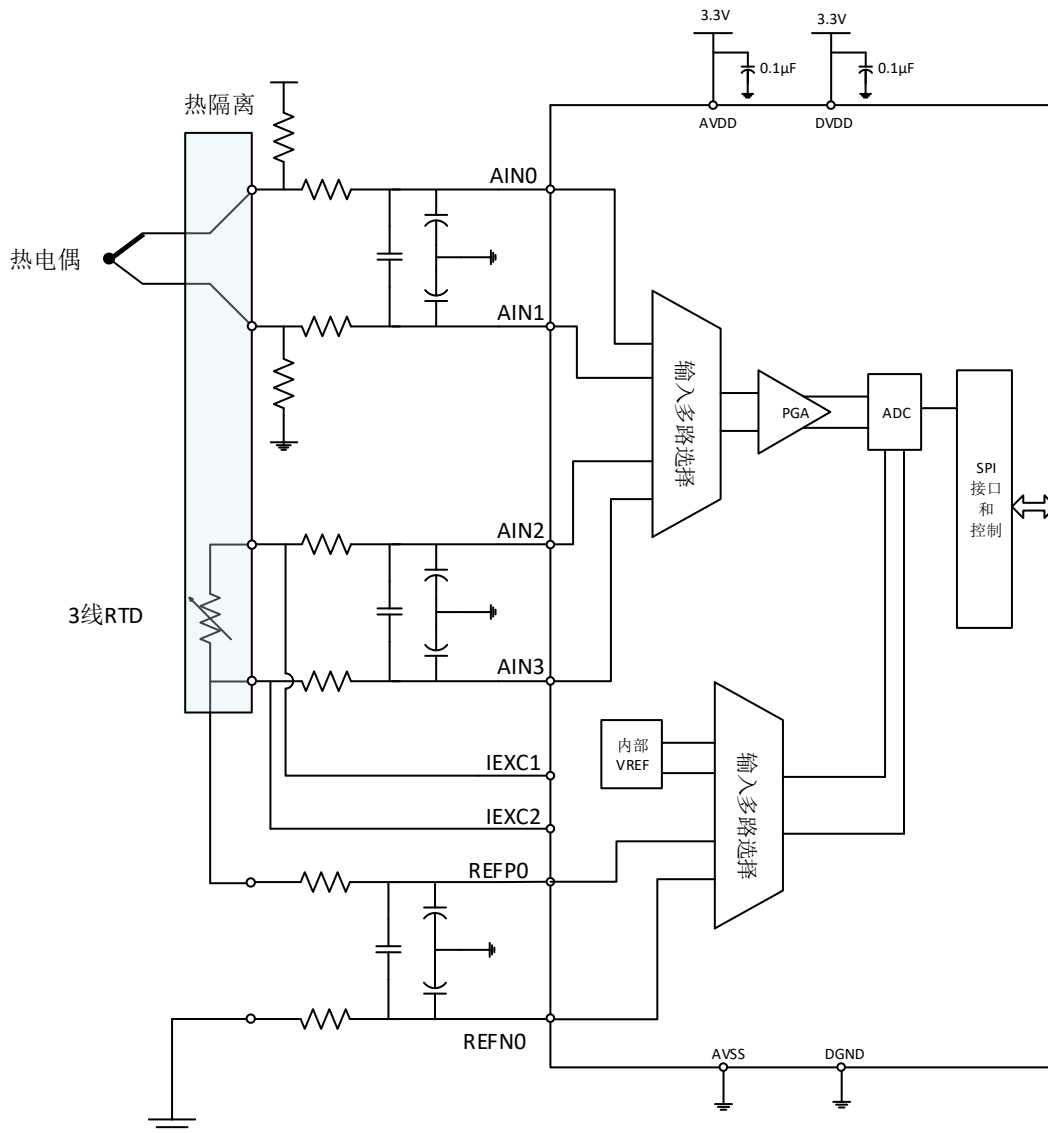 3.3V
3.3V
0.1μF
0.1μF
AVDD
DVDD
热隔离
AIN0
热电偶
AIN1
输入多路选择
PGA
ADC
SPI
接口
和
控制
AIN2
3线RTD
AIN3
内部
VREF
输入多路选择
IEXC1
IEXC2
REFP0
REFN0
AVSS
DGND